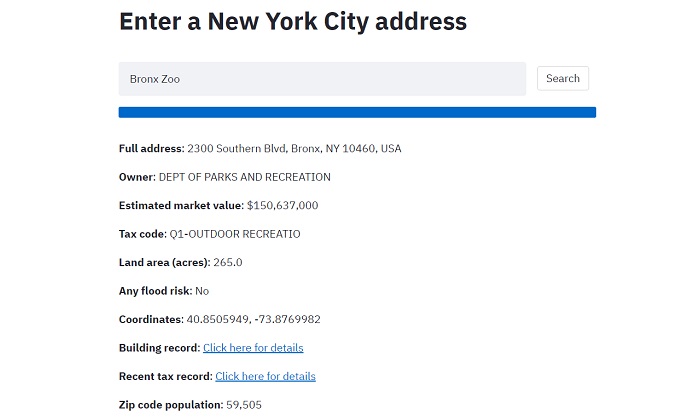 Enter a New York City address
Bronx Zoo
Search
Full address: 2300 Southern Blvd, Bronx, NY 10460, USA
Owner: DEPT OF PARKS AND RECREATION
Estimated market value: $150,637,000
Tax code: Q1-OUTDOOR RECREATIO
Land area (acres): 265.0
Any flood risk: No
Coordinates: 40.8505949, -73.8769982
Building record: Click here for details
Recent tax record: Click here for details
Zip code population: 59,505